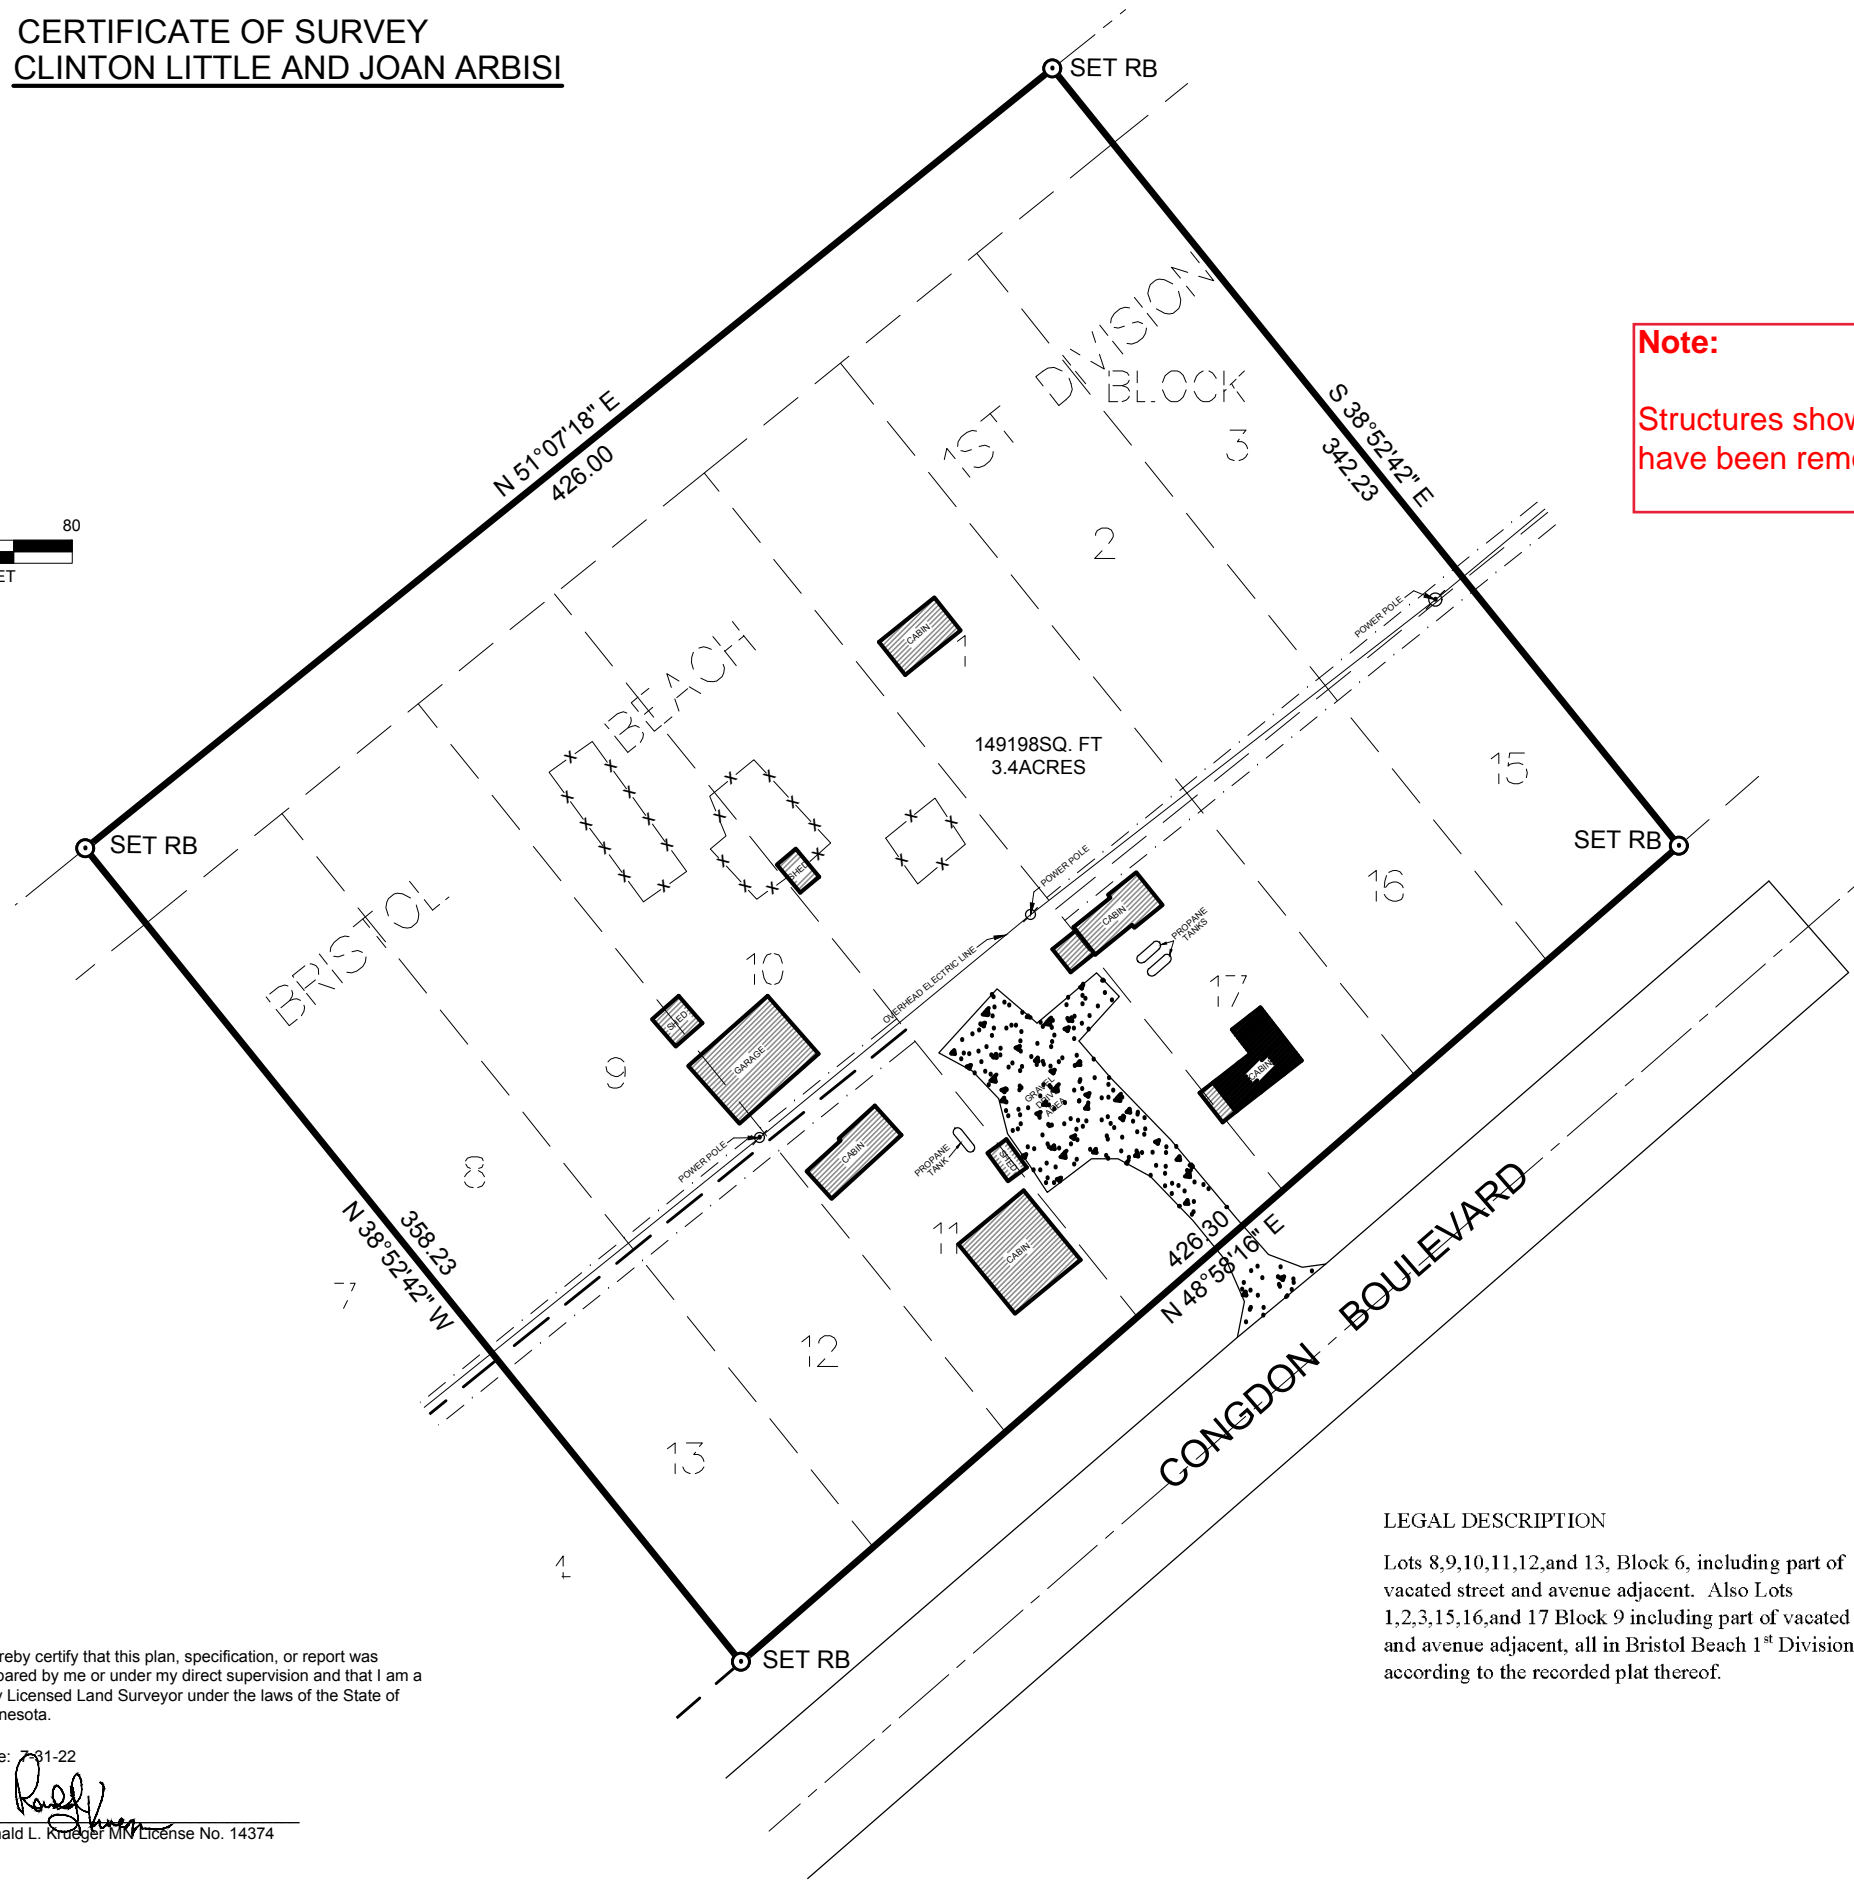 CERTIFICATE OF SURVEY
CLINTON LITTLE AND JOAN ARBISI
SET RB
N 51°07'18" E
426.00
S 38°52'42" E
342.23
Note:
Structures show
have been rem
80
ET
1ST DIVISION
BLOCK
3
2
1
POWER POLE
CABIN
BEACH
149198SQ. FT
3.4ACRES
15
SET RB
SET RB
16
SHED
POWER POLE
CABIN
PROPANE
TANKS
BRISTOL
10
OVERHEAD ELECTRIC LINE
17
SHED
GARAGE
9
GRAVEL
DRIVE
AREA
CABIN
POWER POLE
CABIN
PROPANE
TANK
SHED
8
11
CABIN
358.23
N 38°52'42" W
426.30
N 48°58'16" E
7
12
13
4
CONGDON BOULEVARD
SET RB
LEGAL DESCRIPTION
Lots 8,9,10,11,12,and 13, Block 6, including part of
vacated street and avenue adjacent. Also Lots
1,2,3,15,16,and 17 Block 9 including part of vacated
and avenue adjacent, all in Bristol Beach 1st Division
according to the recorded plat thereof.
reby certify that this plan, specification, or report was
pared by me or under my direct supervision and that I am a
y Licensed Land Surveyor under the laws of the State of
nesota.
e: 7-31-22
ald L. Krueger MN License No. 14374